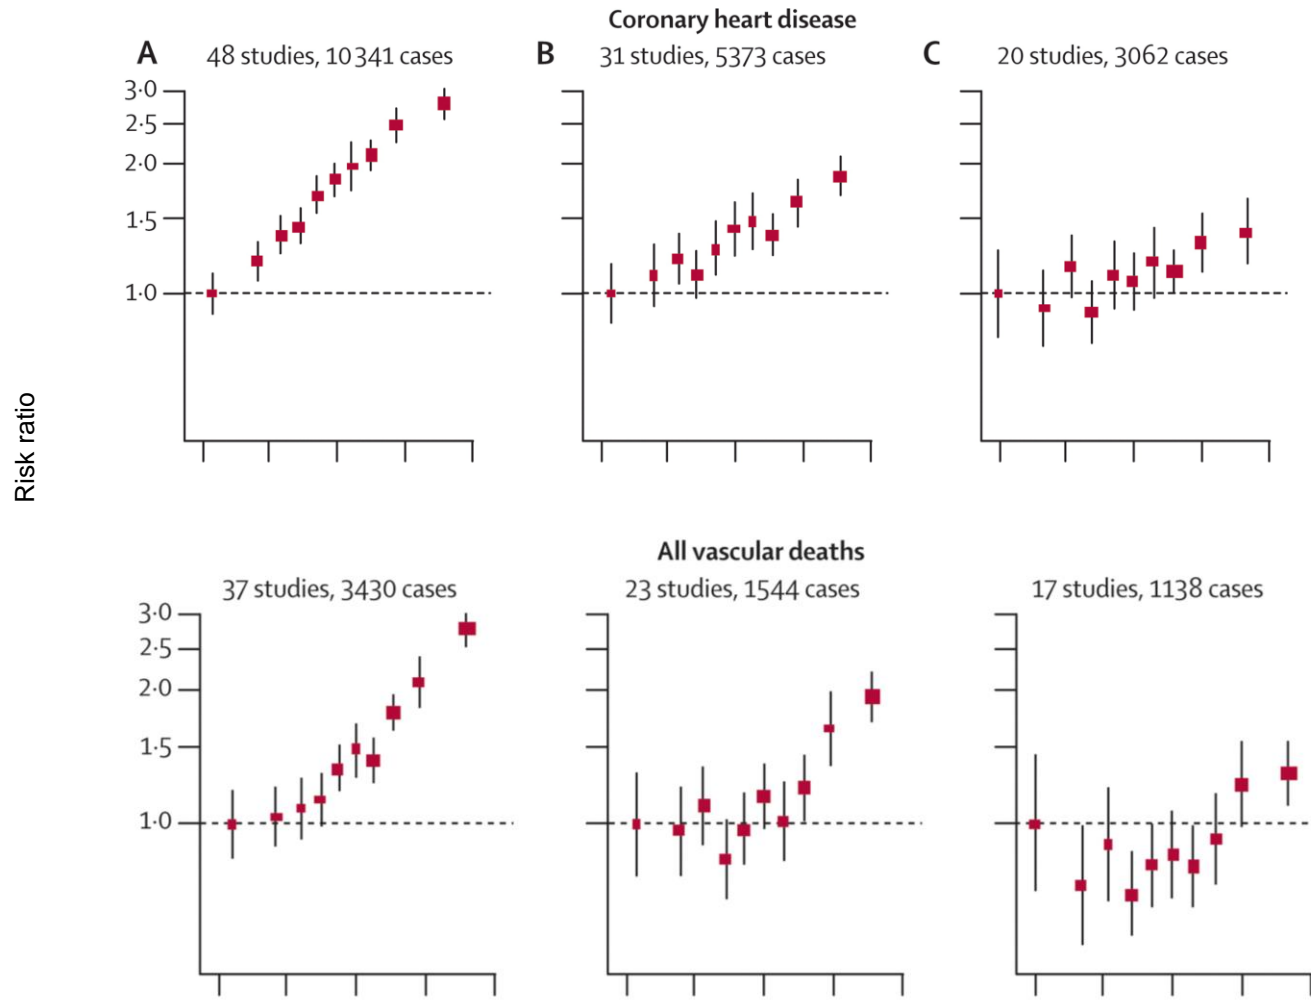 Coronary heart disease
A 48 studies, 10 341 cases
B 31 studies, 5373 cases
C 20 studies, 3062 cases
3·0
2·5
2·0
1·5
1·0
Risk ratio
All vascular deaths
37 studies, 3430 cases
23 studies, 1544 cases
17 studies, 1138 cases
3·0
2·5
2·0
1·5
1·0